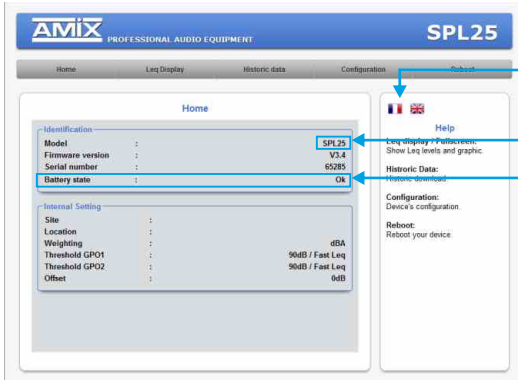 AMIX PROFESSIONAL AUDIO EQUIPMENT
SPL25
Home Leq Display Historic data Configuration Reboot
Home
Identification
Model : SPL25
Firmware version : V3.4
Serial number : 65285
Battery state : Ok
Internal Setting
Site :
Location :
Weighting : dBA
Threshold GPO1 : 90dB / Fast Leq
Threshold GPO2 : 90dB / Fast Leq
Offset : 0dB
Help
Leq display / Fullscreen:
Show Leq levels and graphic
Histroric Data:
Historic download
Configuration:
Device's configuration
Reboot:
Reboot your device